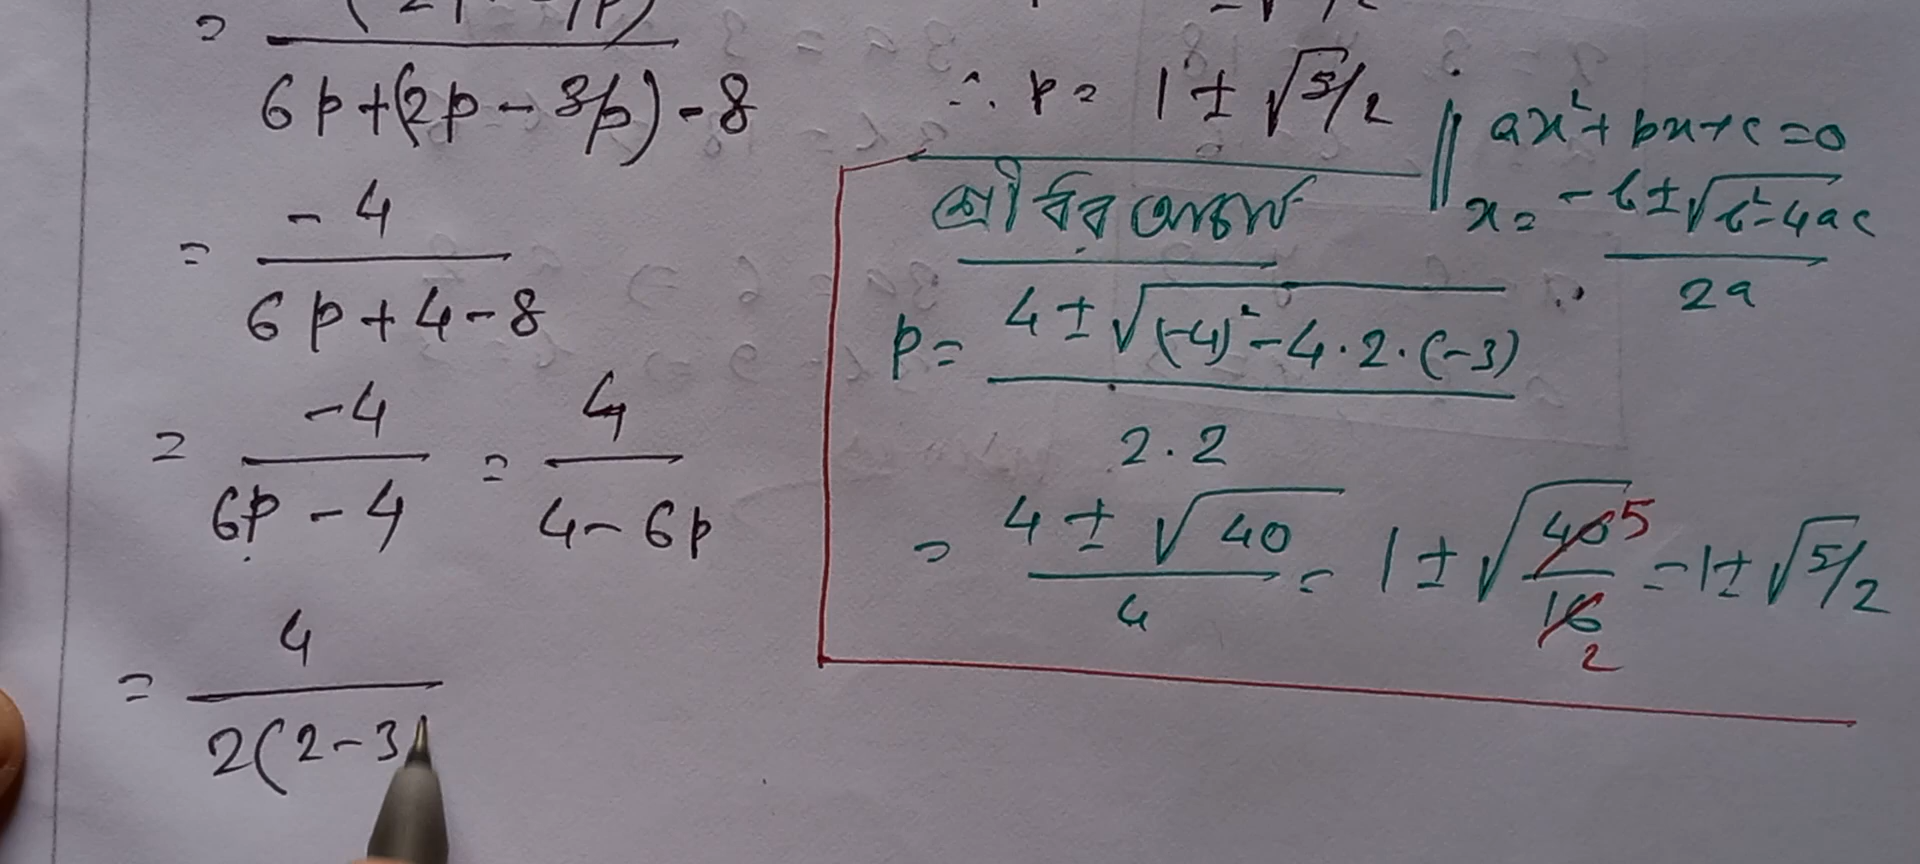 =
6p+(2p-3/p)-8
= -4/(6p+4-8)
= -4/(6p-4) = 4/(4-6p)
= 4/(2(2-3
∴ p= 1±√5/2
ax²+bx+c=0
x= (-b±√(b²-4ac))/2a
শ্রীধর
p= (4±√((-4)²-4·2·(-3)))/(2·2)
= (4±√40)/4 = 1±√(40/16) 5 2 = 1±√5/2